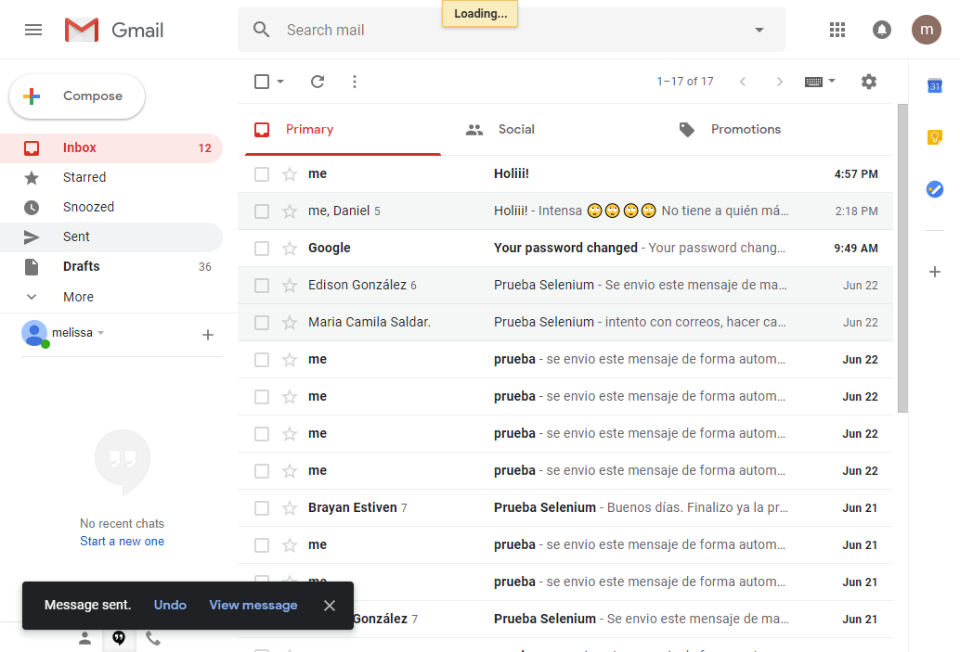 Loading...
Gmail
Search mail
m
Compose
1–17 of 17
31
Primary
Social
Promotions
Inbox 12
Starred
Snoozed
Sent
Drafts 36
More
melissa
No recent chats
Start a new one
me Holiii! 4:57 PM
me, Daniel 5 Holiii! - Intensa 🙄🙄🙄🙄 No tiene a quién má… 2:18 PM
Google Your password changed - Your password chang… 9:49 AM
Edison González 6 Prueba Selenium - Se envio este mensaje de ma… Jun 22
Maria Camila Saldar. Prueba Selenium - intento con correos, hacer ca… Jun 22
me prueba - se envio este mensaje de forma autom… Jun 22
me prueba - se envio este mensaje de forma autom… Jun 22
me prueba - se envio este mensaje de forma autom… Jun 22
me prueba - se envio este mensaje de forma autom… Jun 22
Brayan Estiven 7 Prueba Selenium - Buenos días. Finalizo ya la pr… Jun 21
me prueba - se envio este mensaje de forma autom… Jun 21
me prueba - se envio este mensaje de forma autom… Jun 21
González 7 Prueba Selenium - Se envio este mensaje de ma… Jun 21
Message sent. Undo View message